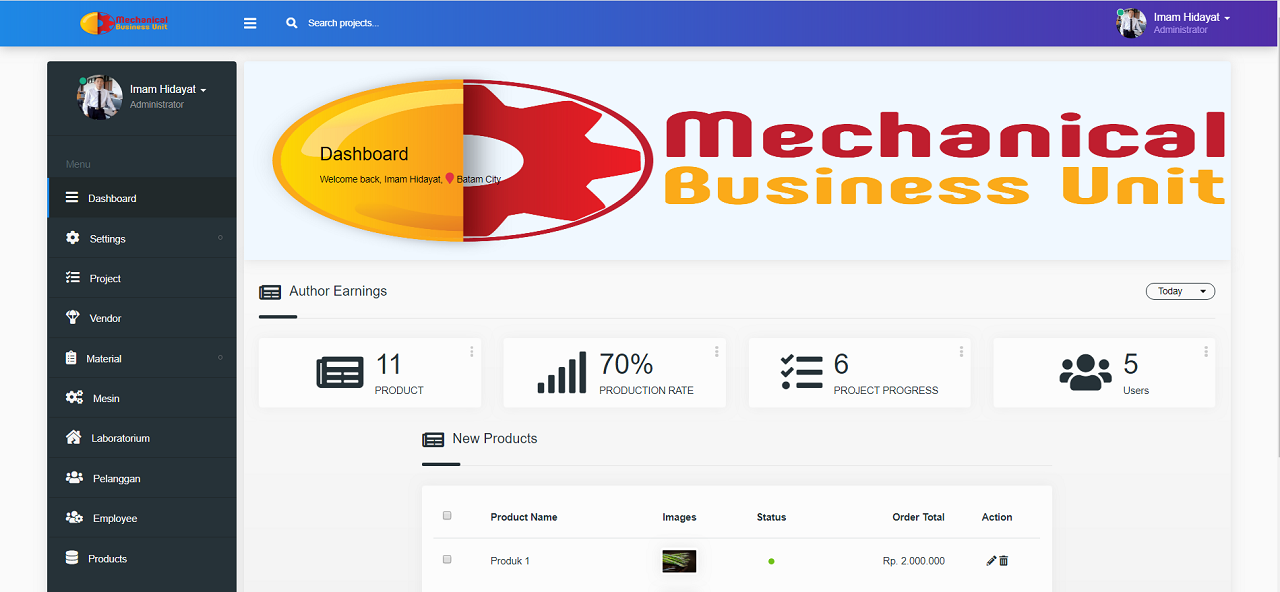 Mechanical
Business Unit
Search projects...
Imam Hidayat
Administrator
Imam Hidayat
Administrator
Menu
Dashboard
Settings
Project
Vendor
Material
Mesin
Laboratorium
Pelanggan
Employee
Products
Mechanical
Business Unit
Dashboard
Welcome back, Imam Hidayat, Batam City
Author Earnings
Today
11
PRODUCT
70%
PRODUCTION RATE
6
PROJECT PROGRESS
5
Users
New Products
Product Name Images Status Order Total Action
Produk 1 Rp. 2.000.000